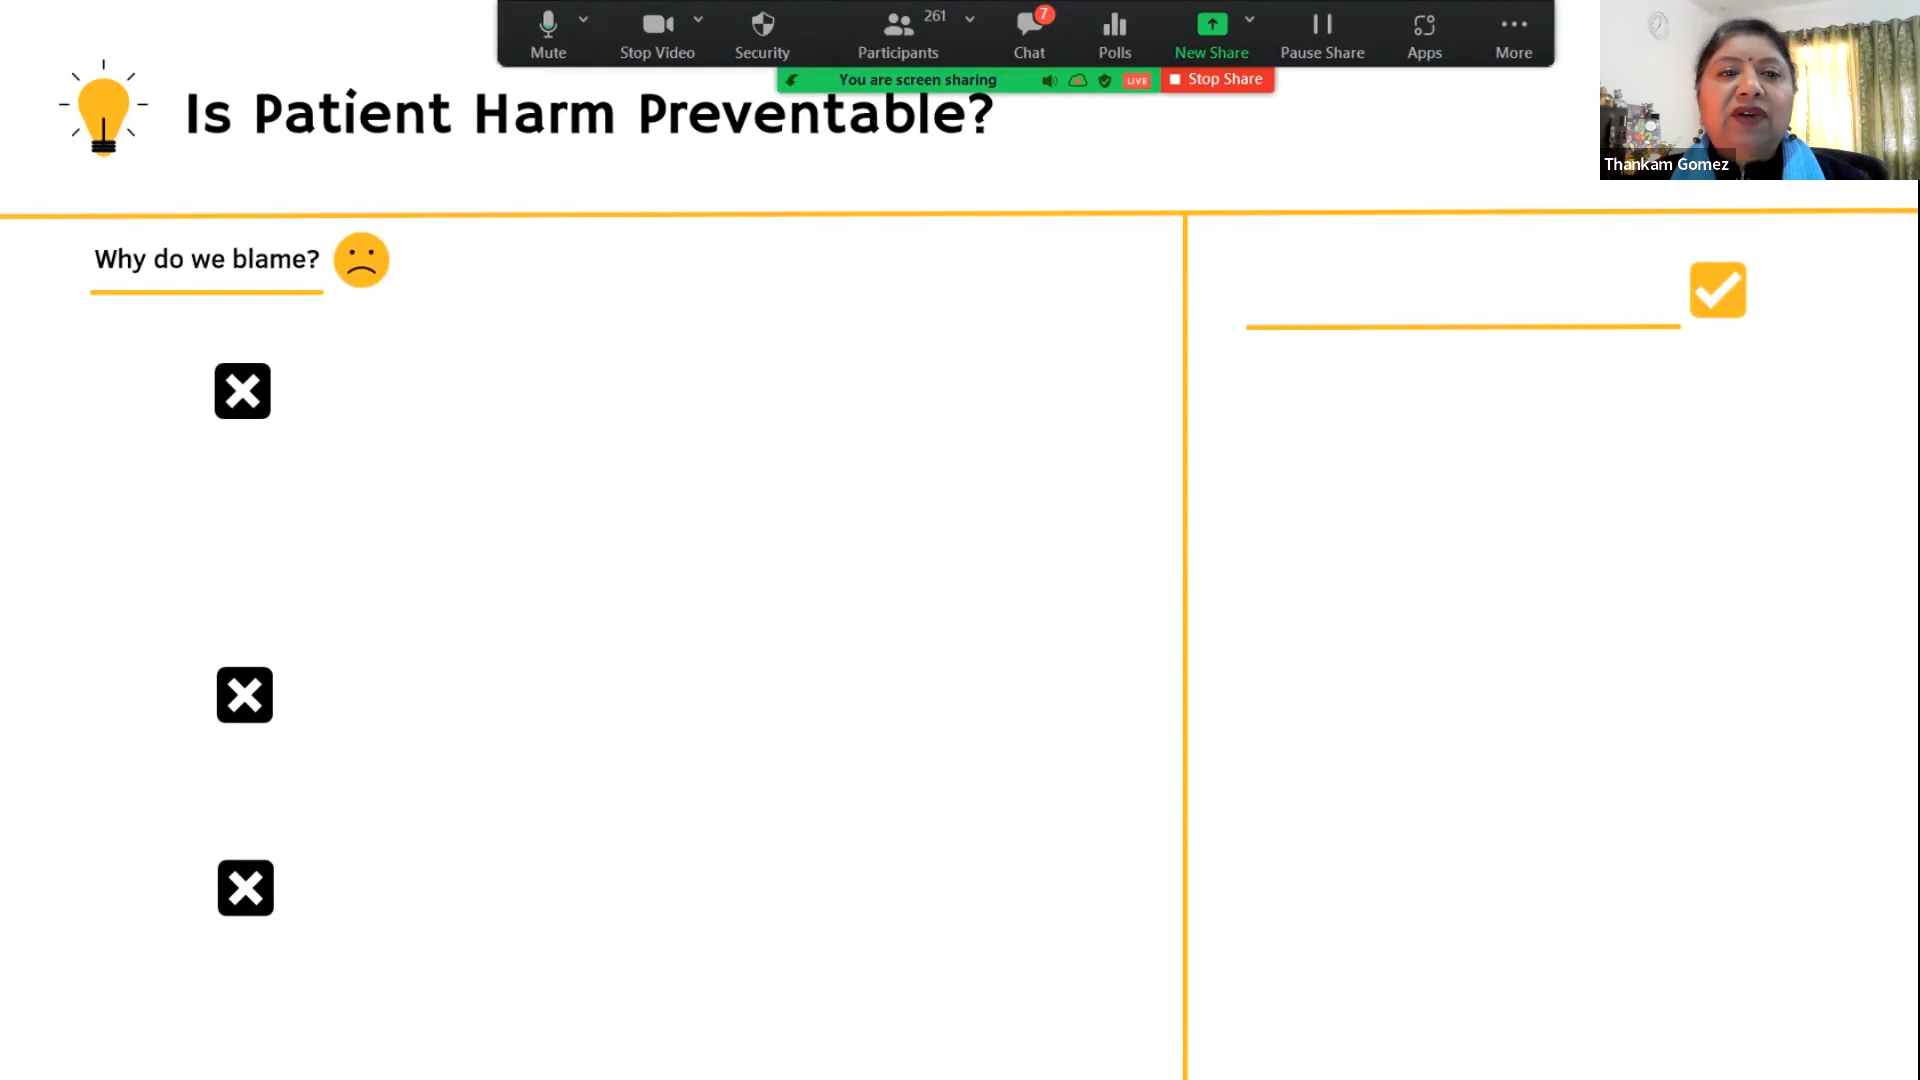 261
7
Mute
Stop Video
Security
Participants
Chat
Polls
New Share
Pause Share
Apps
More
You are screen sharing
LIVE
Stop Share
Is Patient Harm Preventable?
Thankam Gomez
Why do we blame?